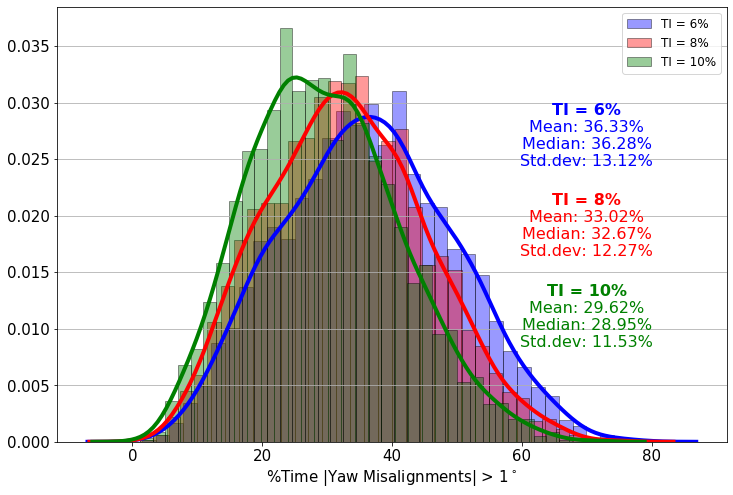 TI = 6%
TI = 8%
TI = 10%
0.035
0.030
0.025
0.020
0.015
0.010
0.005
0.000
TI = 6%
Mean: 36.33%
Median: 36.28%
Std.dev: 13.12%
TI = 8%
Mean: 33.02%
Median: 32.67%
Std.dev: 12.27%
TI = 10%
Mean: 29.62%
Median: 28.95%
Std.dev: 11.53%
0 20 40 60 80
%Time |Yaw Misalignments| > 1°